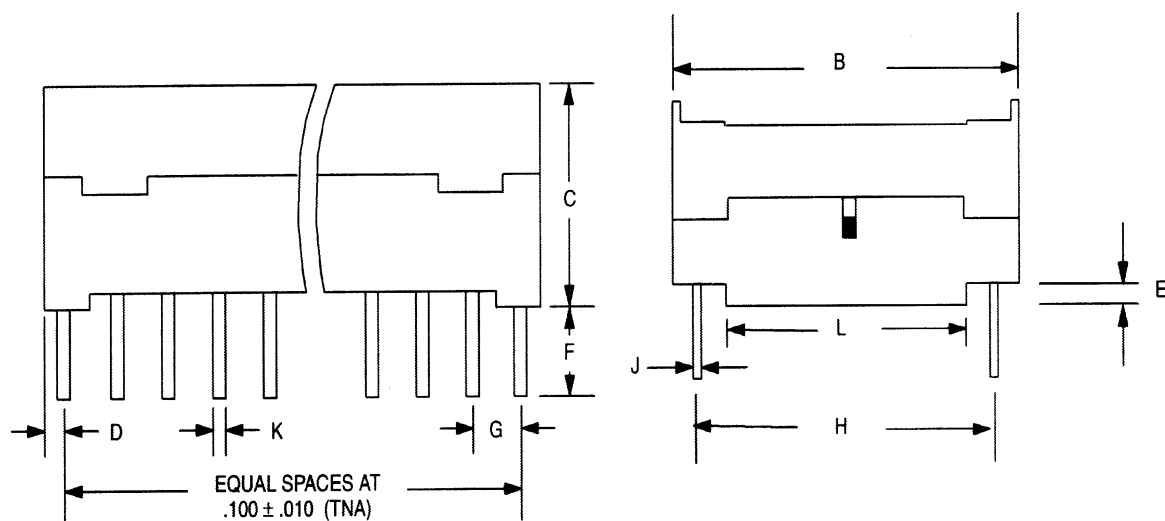 B
C
E
L
F
J
D
K
G
H
EQUAL SPACES AT
.100 ± .010 (TNA)